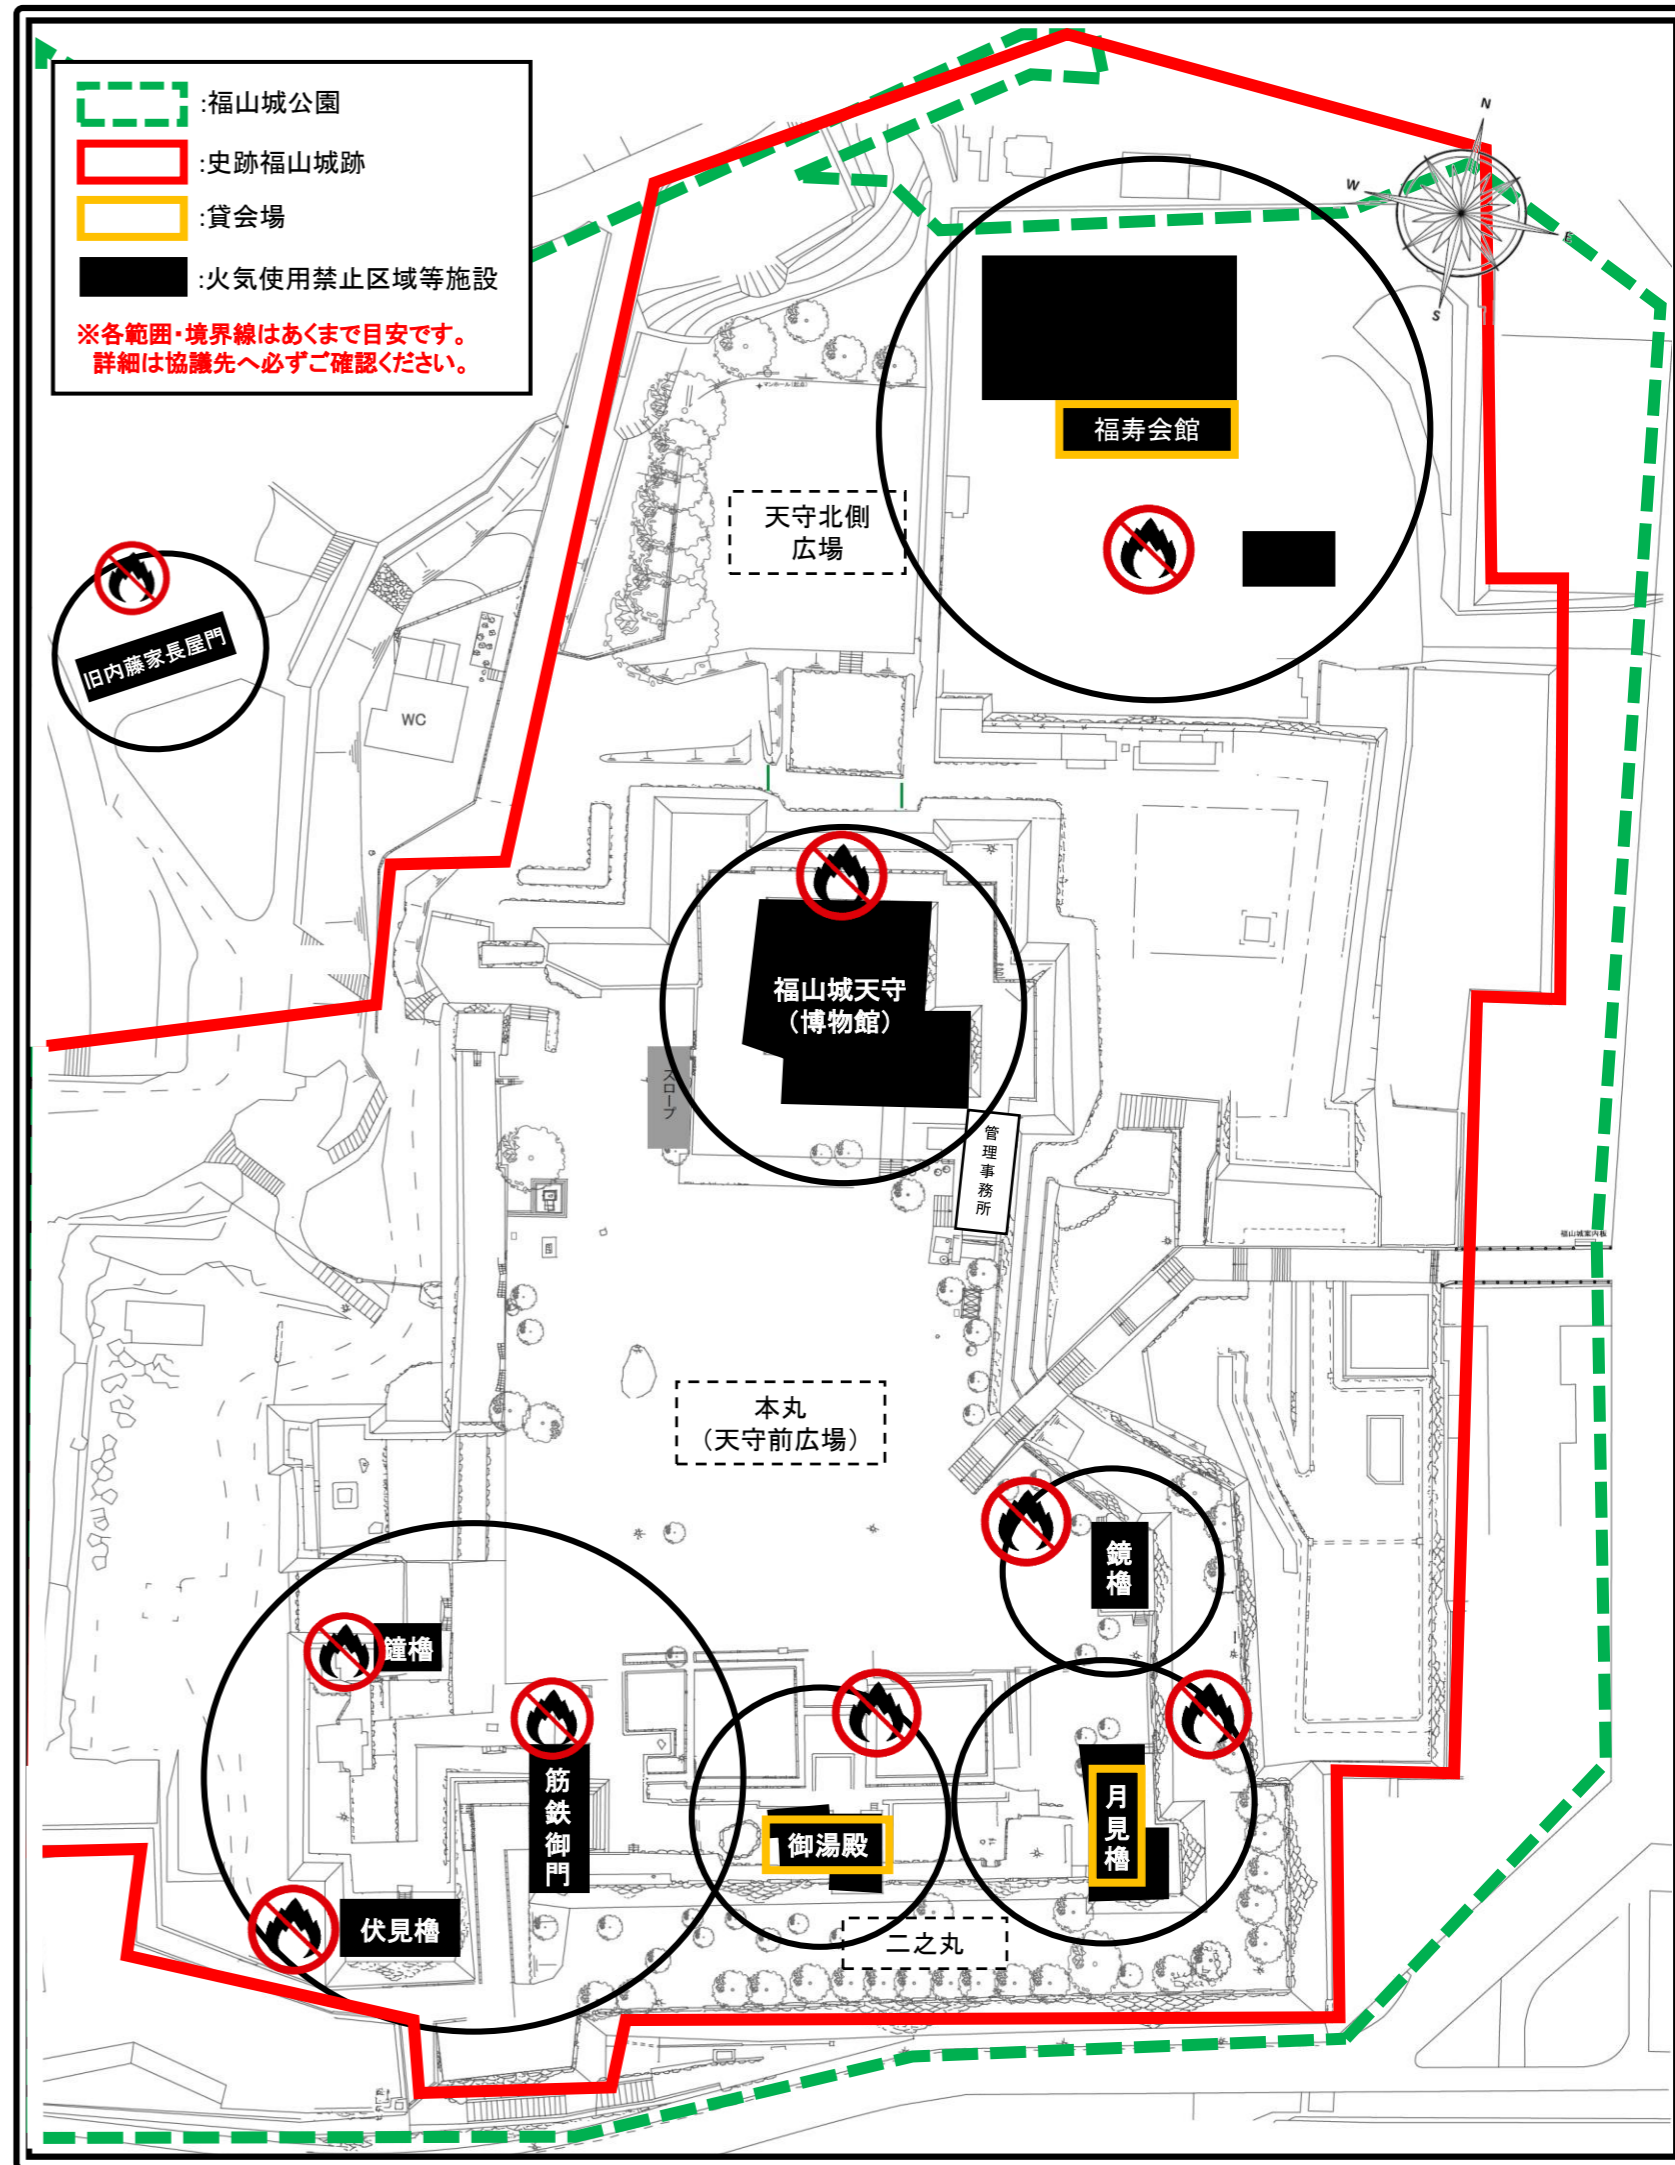 :福山城公園
:史跡福山城跡
:貸会場
:火気使用禁止区域等施設
※各範囲・境界線はあくまで目安です。
詳細は協議先へ必ずご確認ください。
N
W
E
S
福寿会館
天守北側
広場
旧内藤家長屋門
WC
福山城天守
（博物館）
スロープ
管理事務所
福山城案内板
本丸
（天守前広場）
鏡櫓
鐘櫓
筋鉄御門
御湯殿
月見櫓
伏見櫓
二之丸